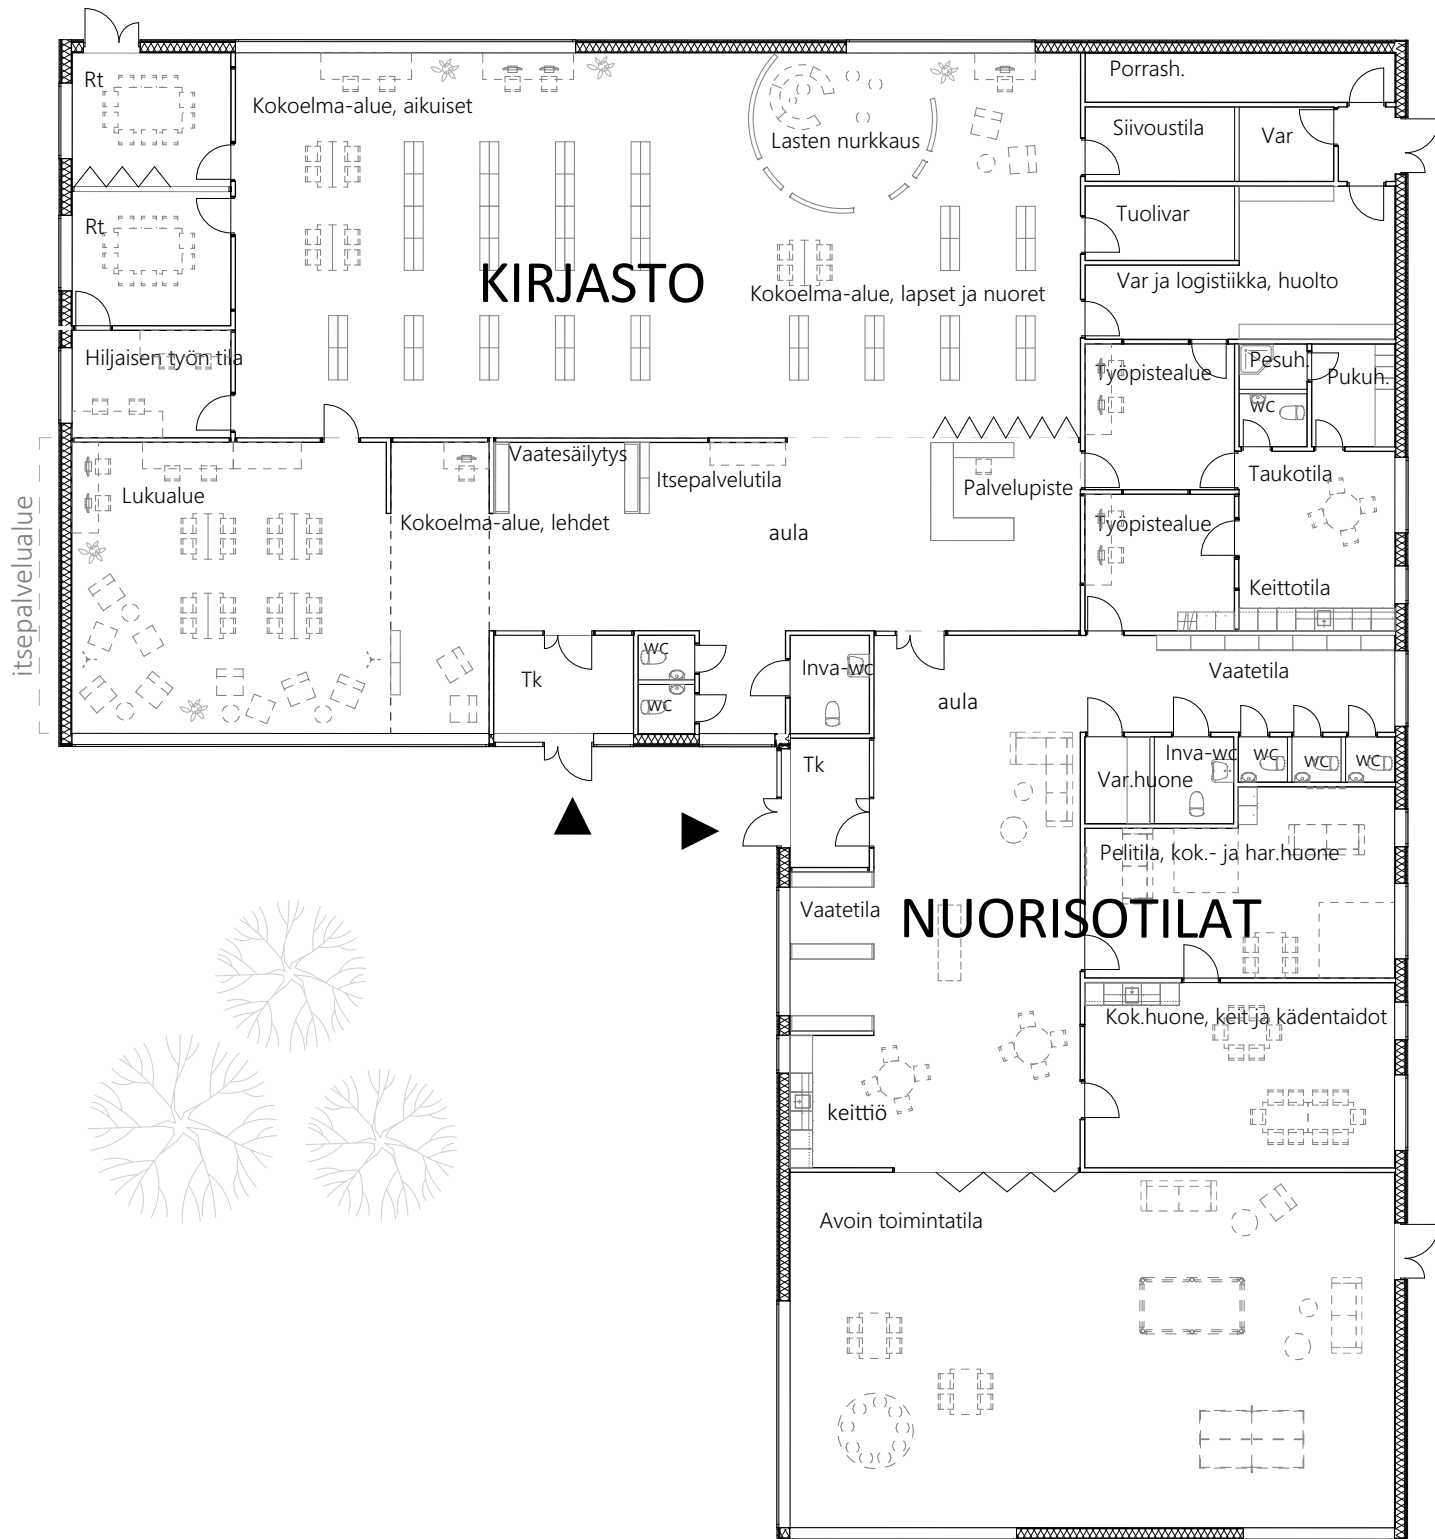 Rt
Kokoelma-alue, aikuiset
Lasten nurkkaus
Porrash.
Siivoustila
Var
Rt
Tuolivar
KIRJASTO
Kokoelma-alue, lapset ja nuoret
Var ja logistiikka, huolto
Hiljaisen työn tila
Työpistealue
Pesuh.
Pukuh.
wc
Vaatesäilytys
Itsepalvelutila
Palvelupiste
Taukotila
Lukualue
Kokoelma-alue, lehdet
aula
Työpistealue
itsepalvelualue
Keittotila
wc
Tk
wc
Inva-wc
aula
Vaatetila
Tk
Var.huone
Inva-wc
wc
wc
wc
Pelitila, kok.- ja har.huone
Vaatetila
NUORISOTILAT
Kok.huone, keit ja kädentaidot
keittiö
Avoin toimintatila